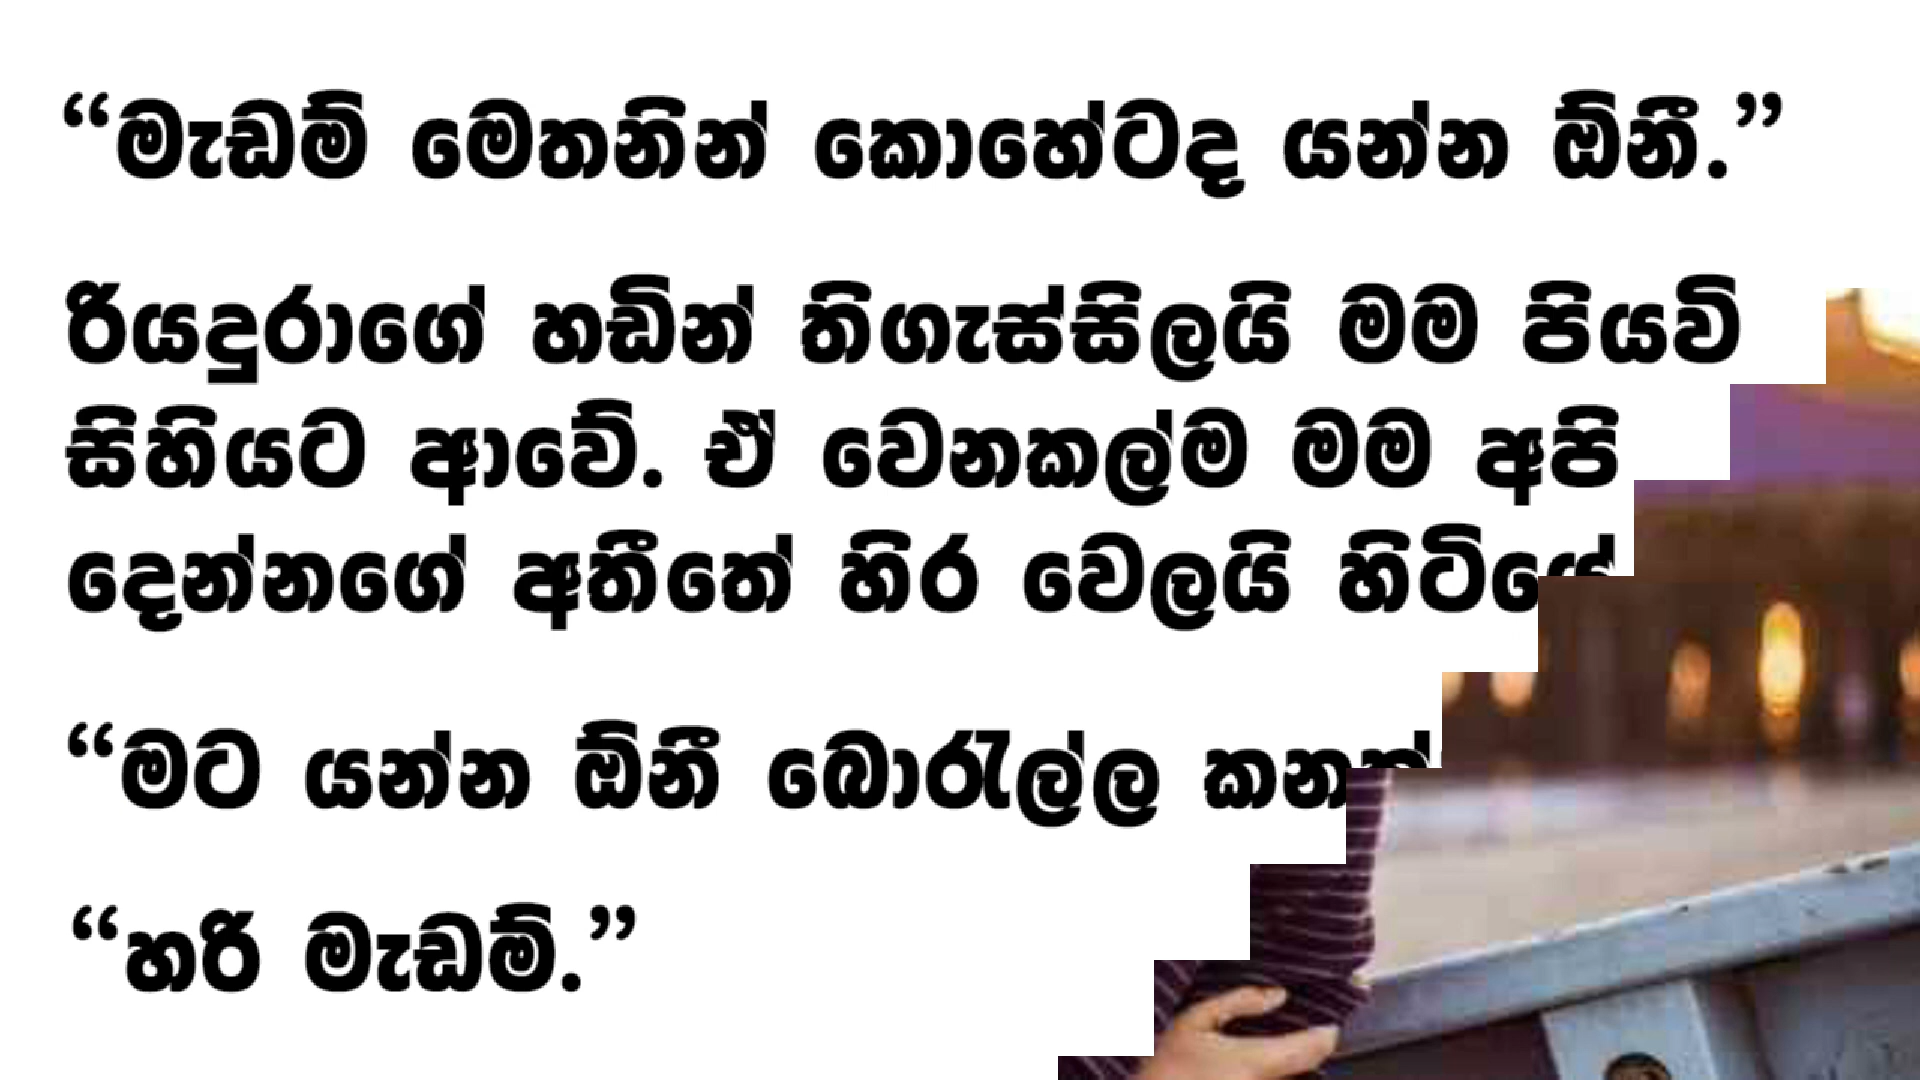 “මැඩම් මෙතනින් කොහේටද යන්න ඕනී.”
රියදුරාගේ හඩින් තිගැස්සිලයි මම පියවි
සිහියට ආවේ. ඒ වෙනකල්ම මම අපි
දෙන්නගේ අතීතේ හිර වෙලයි හිටියේ
“මට යන්න ඕනී බොරැල්ල
“හරි මැඩම්.”